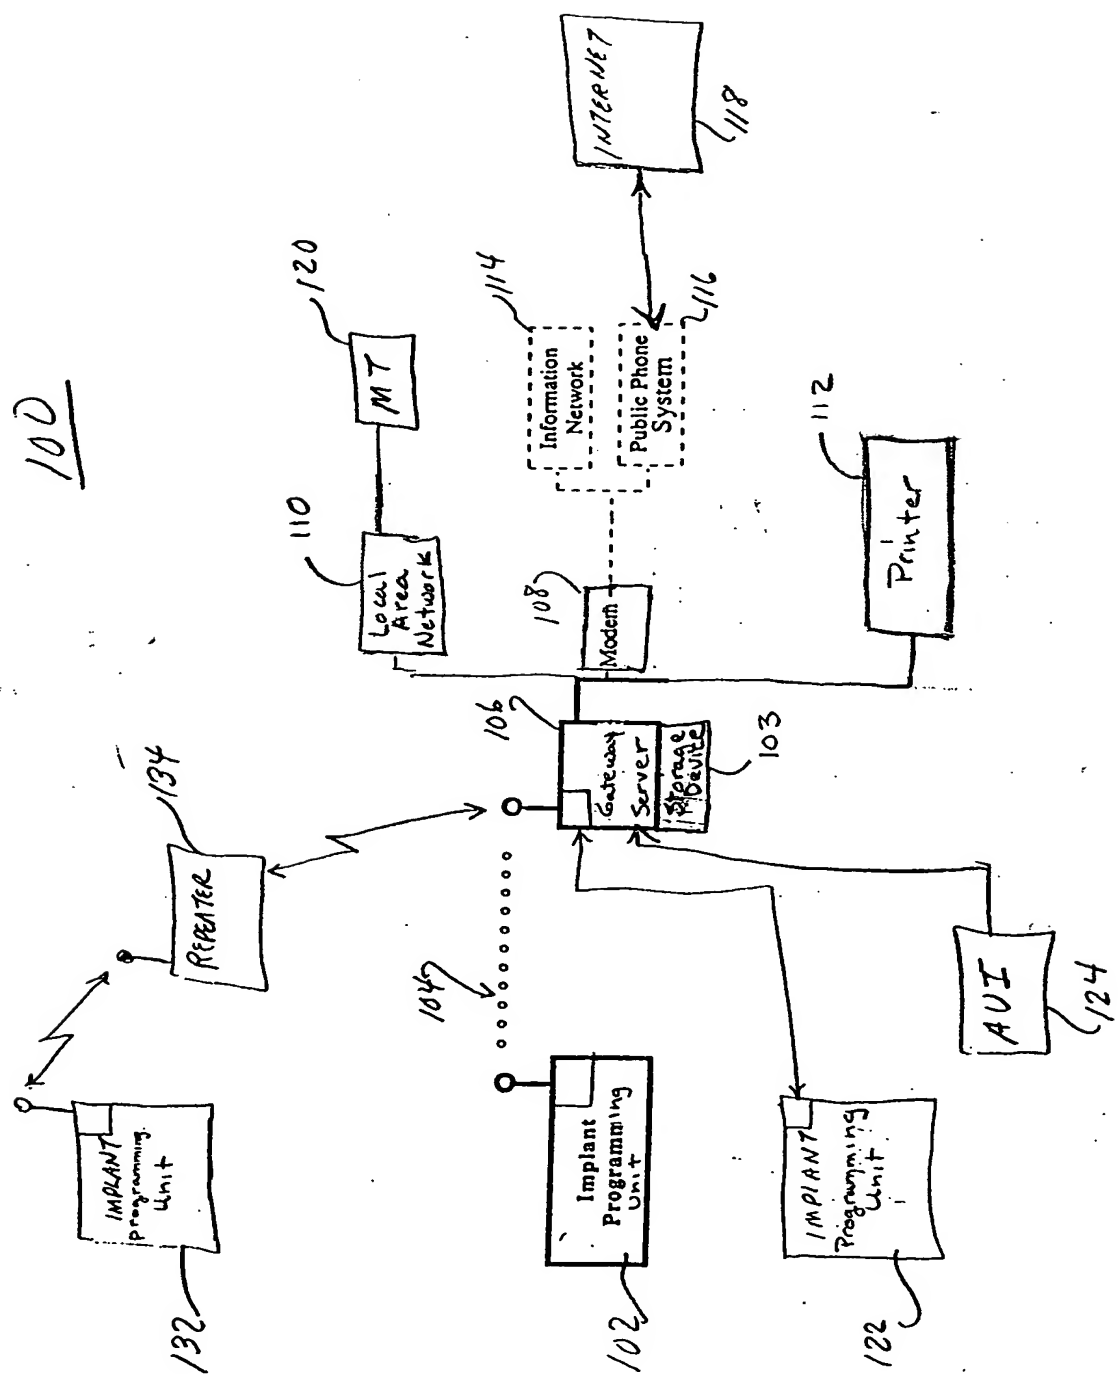 100
132
IMPLANT
Programming
Unit
REPEATER
134
110
Local
Area
Network
MT
120
102
Implant
Programming
Unit
104
106
Gateway
Server
Storage
Device
103
108
Modem
Information
Network
114
Public Phone
System
116
INTERNET
118
122
IMPLANT
Programming
Unit
AUI
124
Printer
112